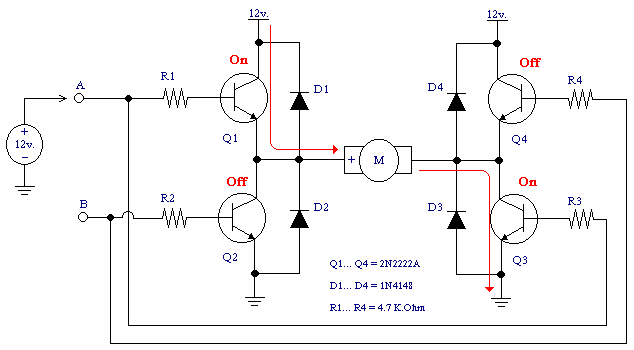 12v.
12v.
On
Off
A
R1
D1
D4
R4
Q1
Q4
12v.
+
M
Off
On
B
R2
D2
D3
R3
Q2
Q3
Q1... Q4 = 2N2222A
D1... D4 = 1N4148
R1... R4 = 4.7 K.Ohm